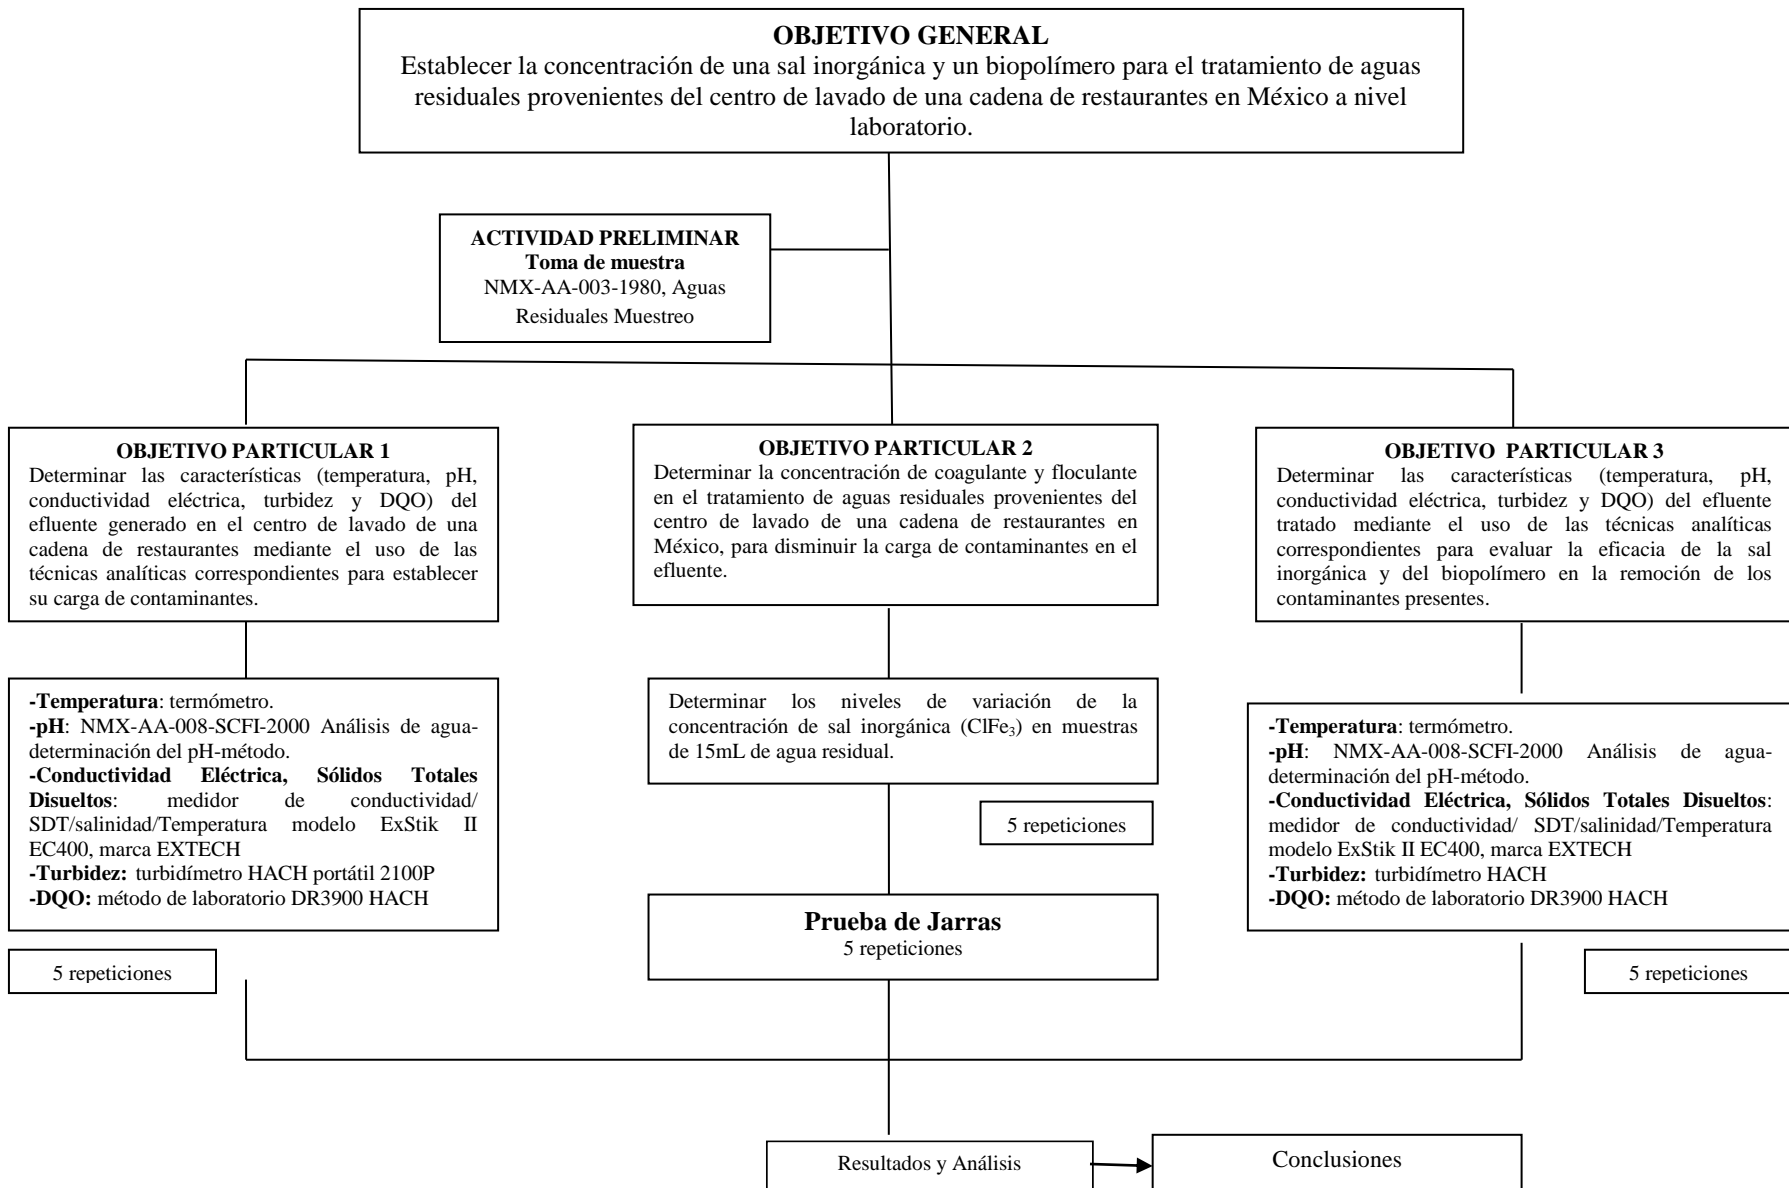 OBJETIVO GENERAL
Establecer la concentración de una sal inorgánica y un biopolímero para el tratamiento de aguas
residuales provenientes del centro de lavado de una cadena de restaurantes en México a nivel
laboratorio.
ACTIVIDAD PRELIMINAR
Toma de muestra
NMX-AA-003-1980, Aguas
Residuales Muestreo
OBJETIVO PARTICULAR 1
Determinar las características (temperatura, pH,
conductividad eléctrica, turbidez y DQO) del
efluente generado en el centro de lavado de una
cadena de restaurantes mediante el uso de las
técnicas analíticas correspondientes para establecer
su carga de contaminantes.
OBJETIVO PARTICULAR 2
Determinar la concentración de coagulante y floculante
en el tratamiento de aguas residuales provenientes del
centro de lavado de una cadena de restaurantes en
México, para disminuir la carga de contaminantes en el
efluente.
OBJETIVO PARTICULAR 3
Determinar las características (temperatura, pH,
conductividad eléctrica, turbidez y DQO) del efluente
tratado mediante el uso de las técnicas analíticas
correspondientes para evaluar la eficacia de la sal
inorgánica y del biopolímero en la remoción de los
contaminantes presentes.
-Temperatura: termómetro.
-pH: NMX-AA-008-SCFI-2000 Análisis de agua-
determinación del pH-método.
-Conductividad Eléctrica, Sólidos Totales
Disueltos: medidor de conductividad/
SDT/salinidad/Temperatura modelo ExStik II
EC400, marca EXTECH
-Turbidez: turbidímetro HACH portátil 2100P
-DQO: método de laboratorio DR3900 HACH
5 repeticiones
Determinar los niveles de variación de la
concentración de sal inorgánica (ClFe₃) en muestras
de 15mL de agua residual.
5 repeticiones
Prueba de Jarras
5 repeticiones
-Temperatura: termómetro.
-pH: NMX-AA-008-SCFI-2000 Análisis de agua-
determinación del pH-método.
-Conductividad Eléctrica, Sólidos Totales Disueltos:
medidor de conductividad/ SDT/salinidad/Temperatura
modelo ExStik II EC400, marca EXTECH
-Turbidez: turbidímetro HACH
-DQO: método de laboratorio DR3900 HACH
5 repeticiones
Resultados y Análisis
Conclusiones